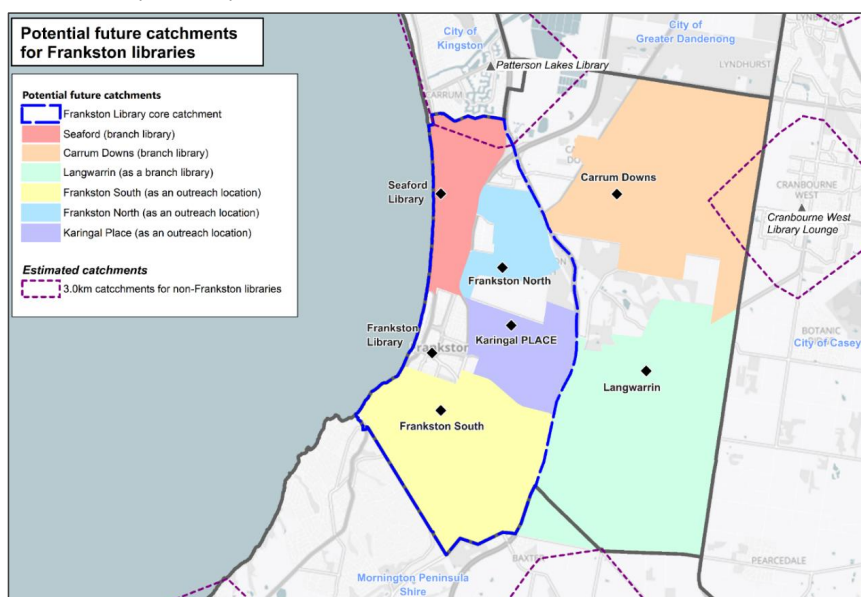 Potential future catchments
for Frankston libraries
Potential future catchments
Frankston Library core catchment
Seaford (branch library)
Carrum Downs (branch library)
Langwarrin (as a branch library)
Frankston South (as an outreach location)
Frankston North (as an outreach location)
Karingal Place (as an outreach location)
Estimated catchments
3.0km catcchments for non-Frankston libraries
City of
Kingston
City of
Greater Dandenong
LYNDHURST
Patterson Lakes Library
CARRUM
Seaford
Library
Carrum Downs
CRANBOURNE
WEST
Cranbourne West
Library Lounge
Frankston North
Frankston
Library
Karingal PLACE
BOTANIC
City of Casey
Langwarrin
Frankston South
BAXTER
PEARCEDALE
Mornington Peninsula
Shire